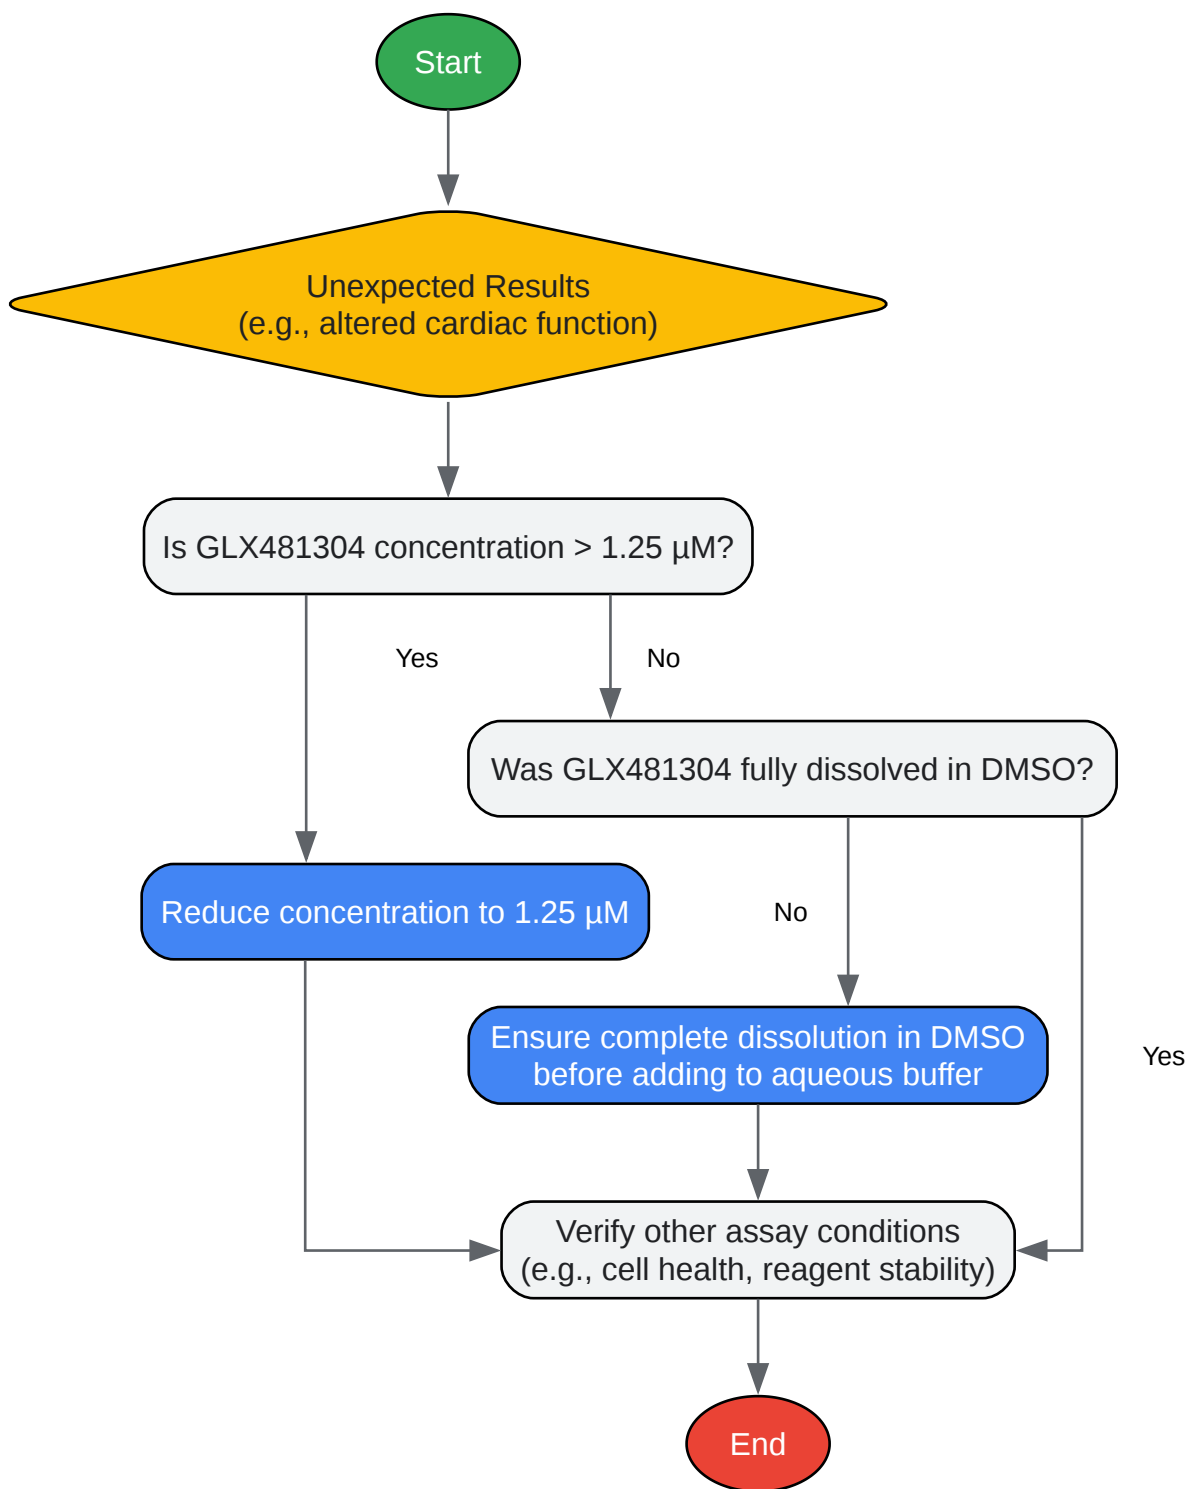 Start
Unexpected Results
(e.g., altered cardiac function)
Is GLX481304 concentration > 1.25 µM?
Yes
No
Was GLX481304 fully dissolved in DMSO?
Reduce concentration to 1.25 µM
No
Ensure complete dissolution in DMSO
before adding to aqueous buffer
Yes
Verify other assay conditions
(e.g., cell health, reagent stability)
End